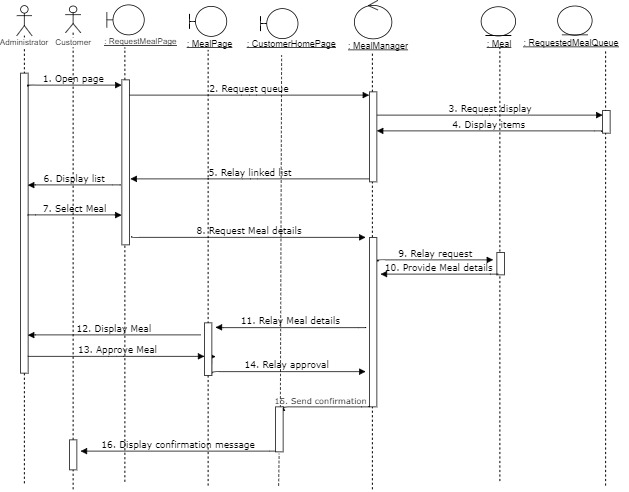 Administrator
Customer
: RequestMealPage
: MealPage
: CustomerHomePage
: MealManager
: Meal
: RequestedMealQueue
1. Open page
2. Request queue
3. Request display
4. Display items
5. Relay linked list
6. Display list
7. Select Meal
8. Request Meal details
9. Relay request
10. Provide Meal details
11. Relay Meal details
12. Display Meal
13. Approve Meal
14. Relay approval
15. Send confirmation
16. Display confirmation message